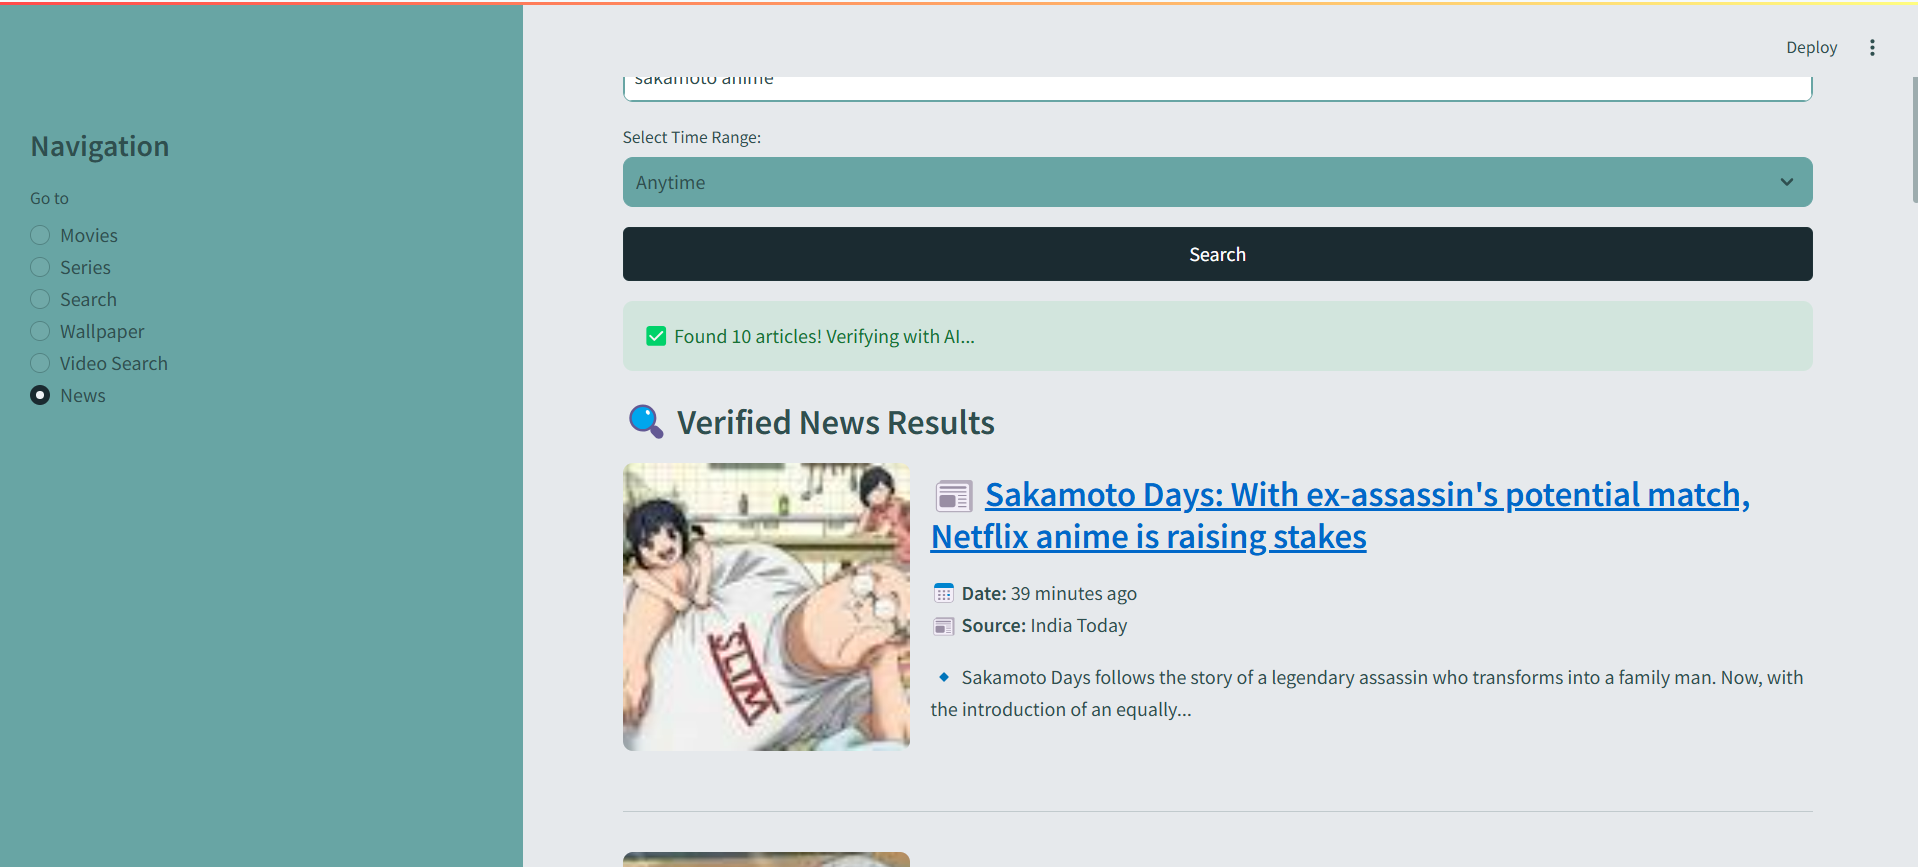 Deploy
Navigation
Go to
Movies
Series
Search
Wallpaper
Video Search
News
sakamoto anime
Select Time Range:
Anytime
Search
Found 10 articles! Verifying with AI...
Verified News Results
SLIM
Sakamoto Days: With ex-assassin's potential match,
Netflix anime is raising stakes
Date: 39 minutes ago
Source: India Today
Sakamoto Days follows the story of a legendary assassin who transforms into a family man. Now, with
the introduction of an equally...